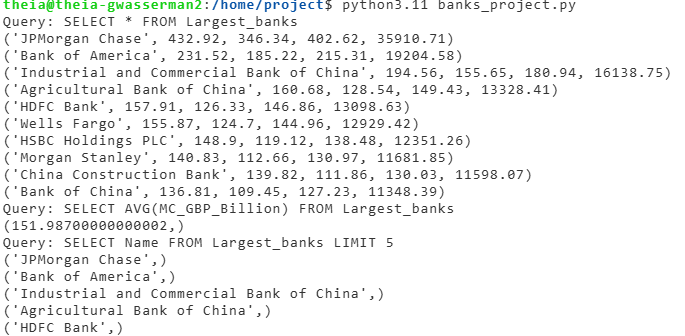 theia@theia-gwasserman2:/home/project$ python3.11 banks_project.py
Query: SELECT * FROM Largest_banks
('JPMorgan Chase', 432.92, 346.34, 402.62, 35910.71)
('Bank of America', 231.52, 185.22, 215.31, 19204.58)
('Industrial and Commercial Bank of China', 194.56, 155.65, 180.94, 16138.75)
('Agricultural Bank of China', 160.68, 128.54, 149.43, 13328.41)
('HDFC Bank', 157.91, 126.33, 146.86, 13098.63)
('Wells Fargo', 155.87, 124.7, 144.96, 12929.42)
('HSBC Holdings PLC', 148.9, 119.12, 138.48, 12351.26)
('Morgan Stanley', 140.83, 112.66, 130.97, 11681.85)
('China Construction Bank', 139.82, 111.86, 130.03, 11598.07)
('Bank of China', 136.81, 109.45, 127.23, 11348.39)
Query: SELECT AVG(MC_GBP_Billion) FROM Largest_banks
(151.98700000000002,)
Query: SELECT Name FROM Largest_banks LIMIT 5
('JPMorgan Chase',)
('Bank of America',)
('Industrial and Commercial Bank of China',)
('Agricultural Bank of China',)
('HDFC Bank',)